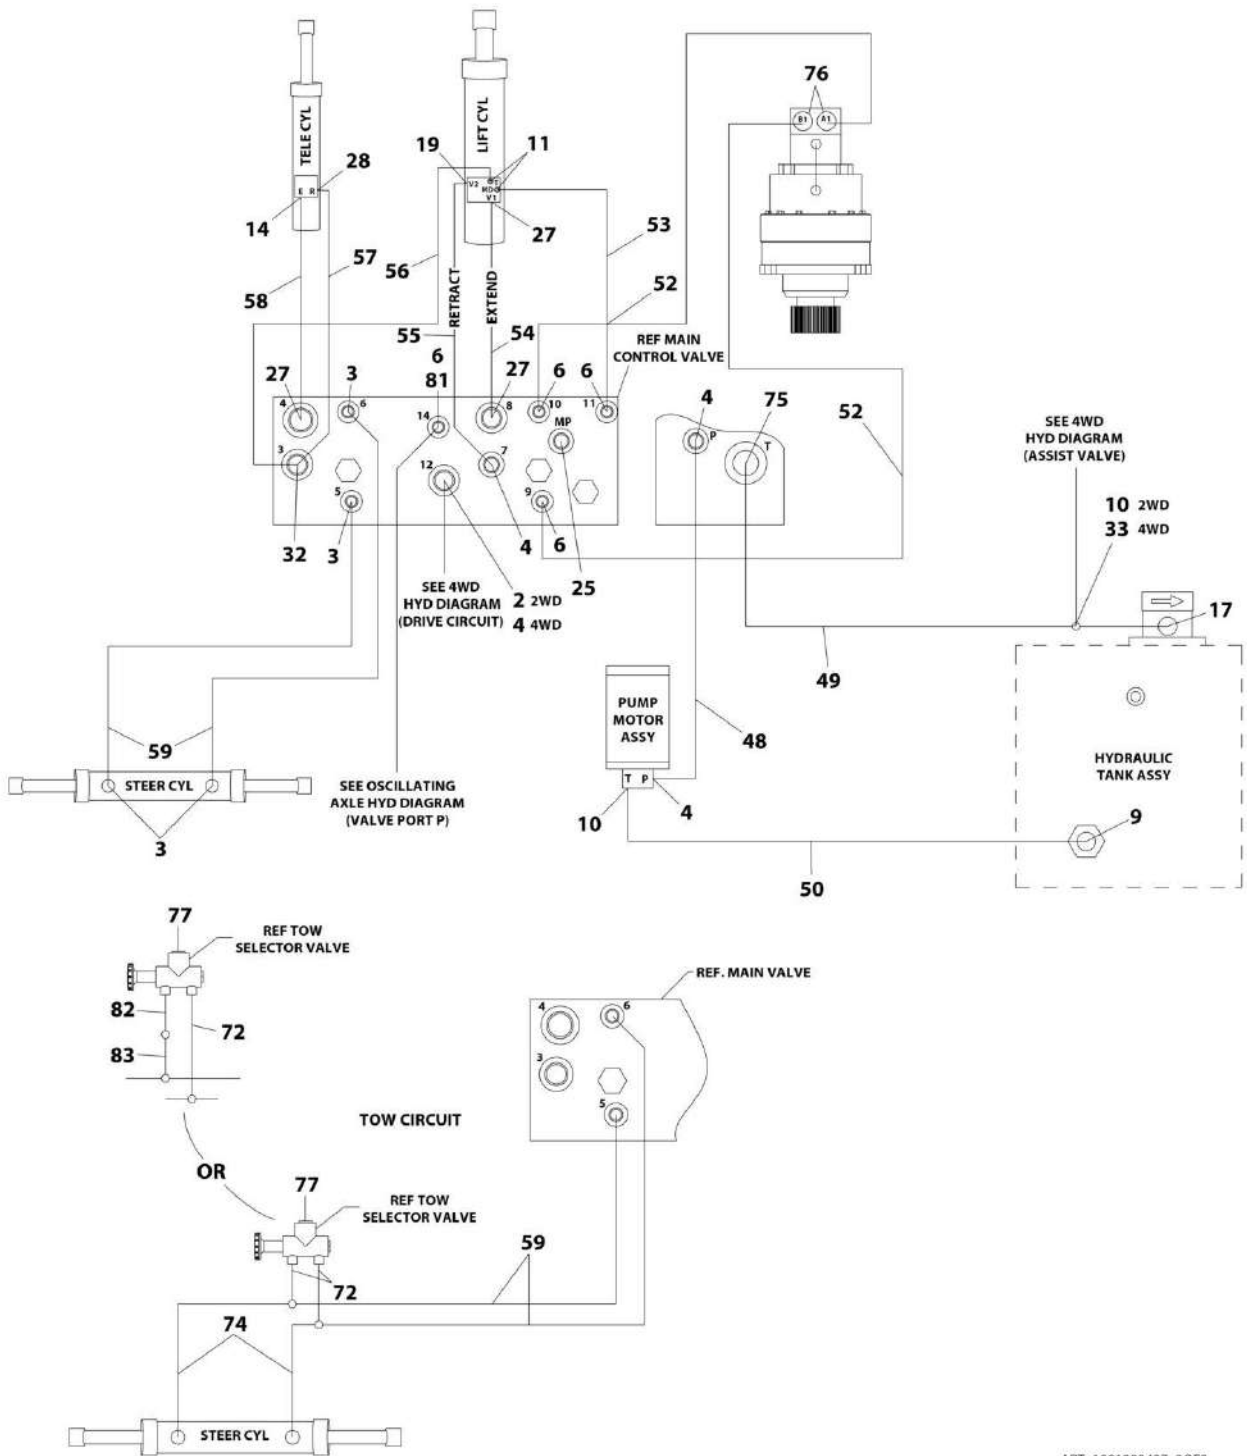 76
B1 A1
TELE CYL
LIFT CYL
19
11
28
V2
T
MD
V1
E R
14
27
53
57
56
58
52
RETRACT
EXTEND
55
54
REF MAIN
CONTROL VALVE
6
27
3
81
27
6
6
4
6
14
8
10
11
MP
4
P
75
T
52
3
12
7
5
9
SEE 4WD
HYD DIAGRAM
(ASSIST VALVE)
10 2WD
33 4WD
32
3
4
6
25
SEE 4WD
HYD DIAGRAM
(DRIVE CIRCUIT)
2 2WD
4 4WD
17
49
PUMP
MOTOR
ASSY
48
59
STEER CYL
T P
HYDRAULIC
TANK ASSY
SEE OSCILLATING
AXLE HYD DIAGRAM
(VALVE PORT P)
10
4
9
3
50
77
REF TOW
SELECTOR VALVE
REF. MAIN VALVE
82
72
83
4
6
3
5
TOW CIRCUIT
OR
77
REF TOW
SELECTOR VALVE
59
72
74
STEER CYL